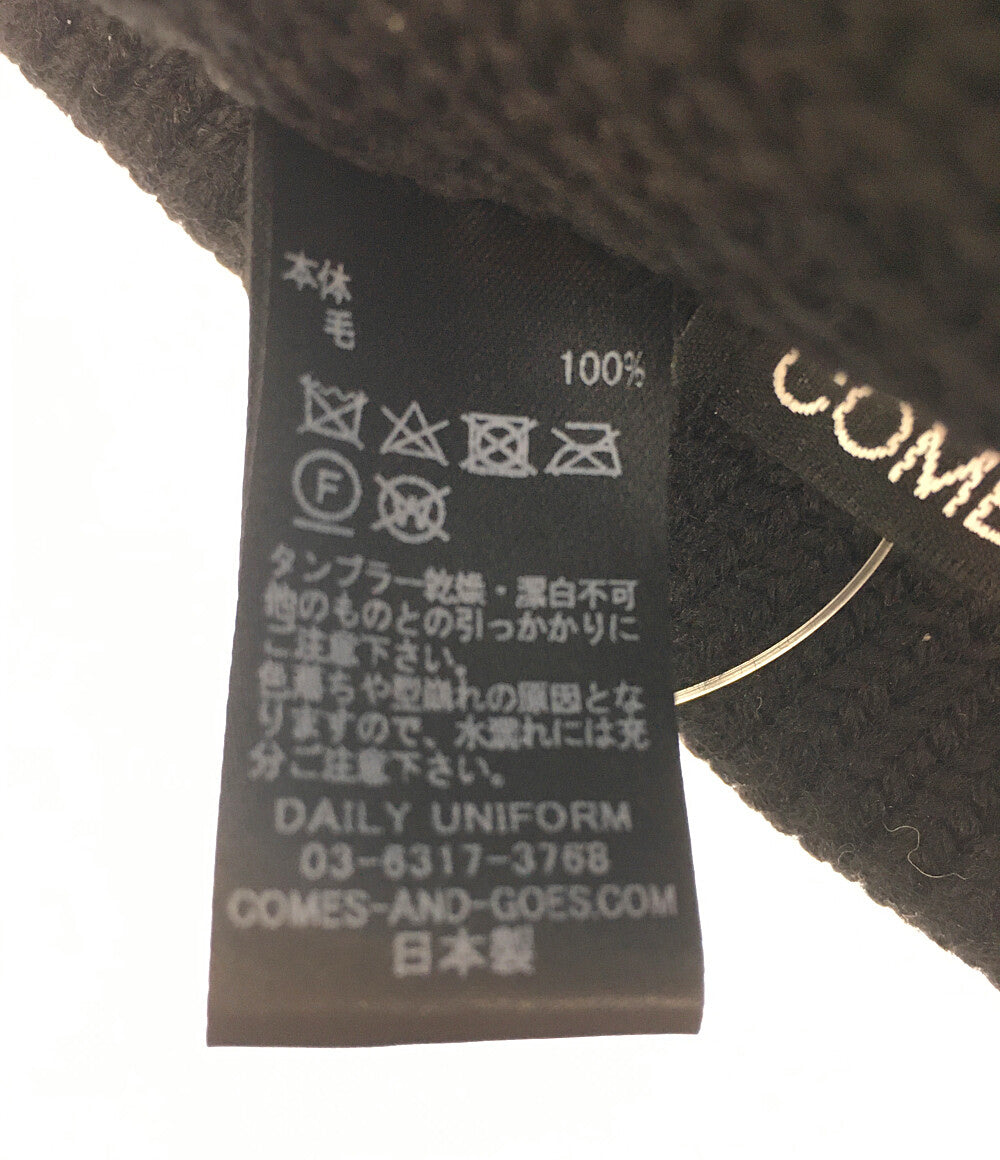 本体
毛
100%
F
W
タンブラー乾燥・漂白不可
他のものとの引っかかりに
ご注意下さい。
色落ちや型崩れの原因とな
りますので、水濡れには充
分ご注意下さい。
DAILY UNIFORM
03-6317-3768
COMES-AND-GOES.COM
日本製
COME